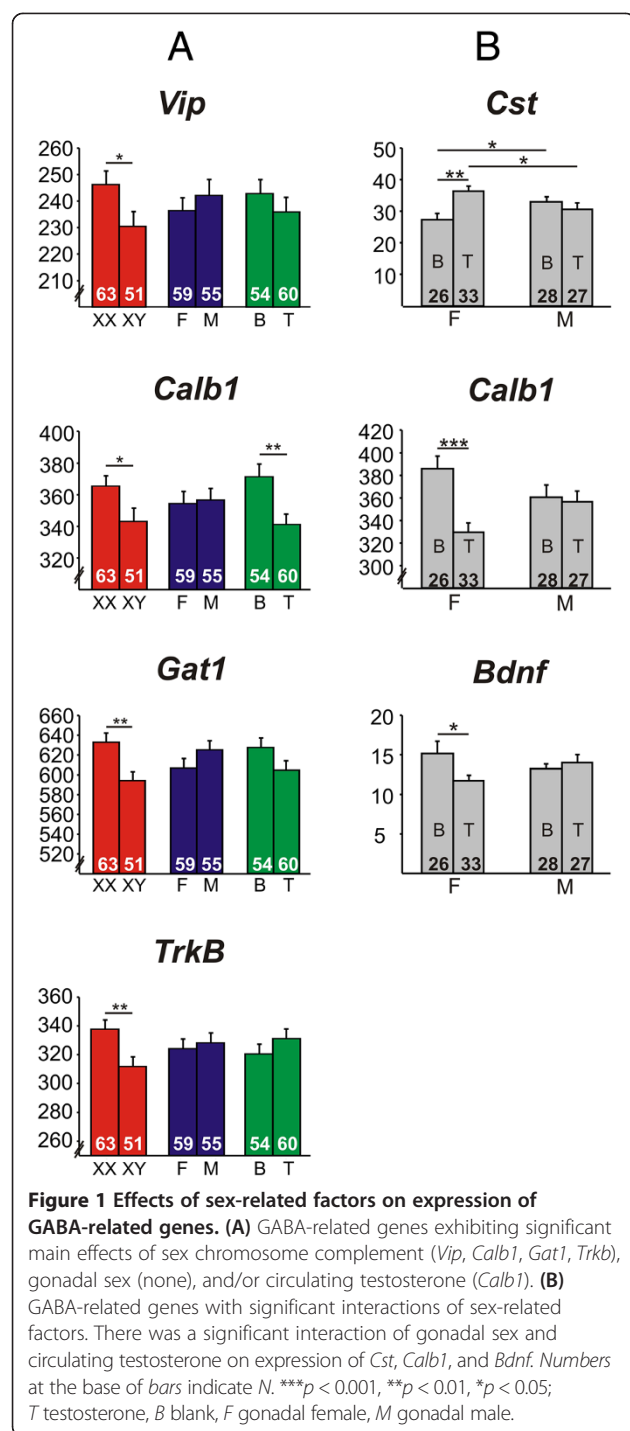 A
B
Vip
260
250
240
230
220
210
*
63 51 59 55 54 60
XX XY F M B T
Cst
50
40
30
20
10
*
** *
B T B T
26 33 28 27
F M
Calb1
400
380
360
340
320
* **
63 51 59 55 54 60
XX XY F M B T
Calb1
420
400
380
360
340
320
300
***
B T B T
26 33 28 27
F M
Gat1
660
640
620
600
580
560
540
520
**
63 51 59 55 54 60
XX XY F M B T
Bdnf
20
15
10
5
*
B T B T
26 33 28 27
F M
TrkB
360
340
320
300
280
260
**
63 51 59 55 54 60
XX XY F M B T
Figure 1 Effects of sex-related factors on expression of
GABA-related genes. (A) GABA-related genes exhibiting significant
main effects of sex chromosome complement (Vip, Calb1, Gat1, Trkb),
gonadal sex (none), and/or circulating testosterone (Calb1). (B)
GABA-related genes with significant interactions of sex-related
factors. There was a significant interaction of gonadal sex and
circulating testosterone on expression of Cst, Calb1, and Bdnf. Numbers
at the base of bars indicate N. ***p < 0.001, **p < 0.01, *p < 0.05;
T testosterone, B blank, F gonadal female, M gonadal male.